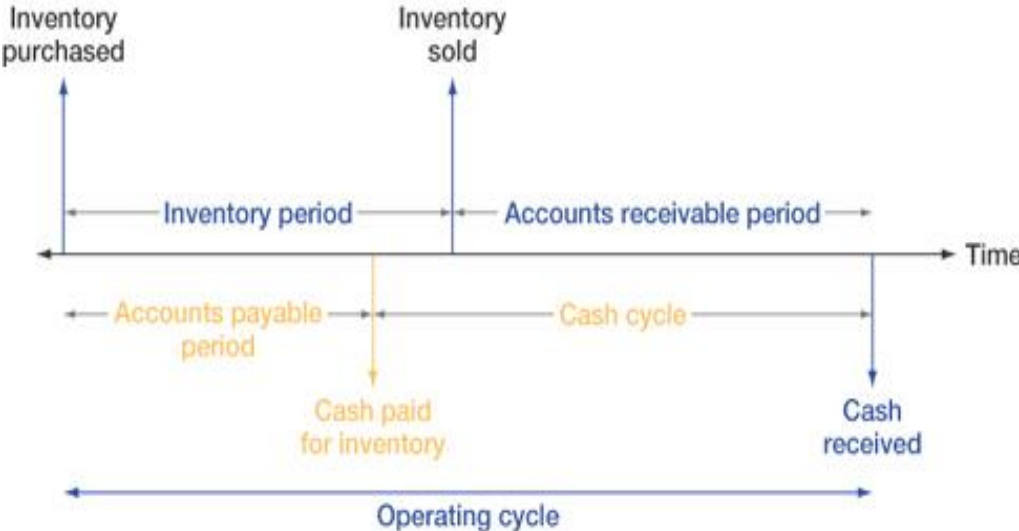 Inventory
purchased
Inventory
sold
Inventory period
Accounts receivable period
Time
Accounts payable
period
Cash cycle
Cash paid
for inventory
Cash
received
Operating cycle